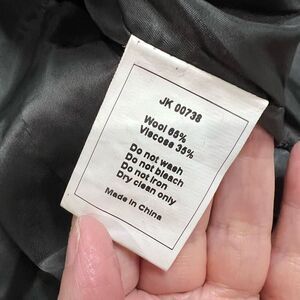 JK 00738
Wool 65%
Viscose 35%
Do not wash
Do not bleach
Do not iron
Dry clean only
Made in China